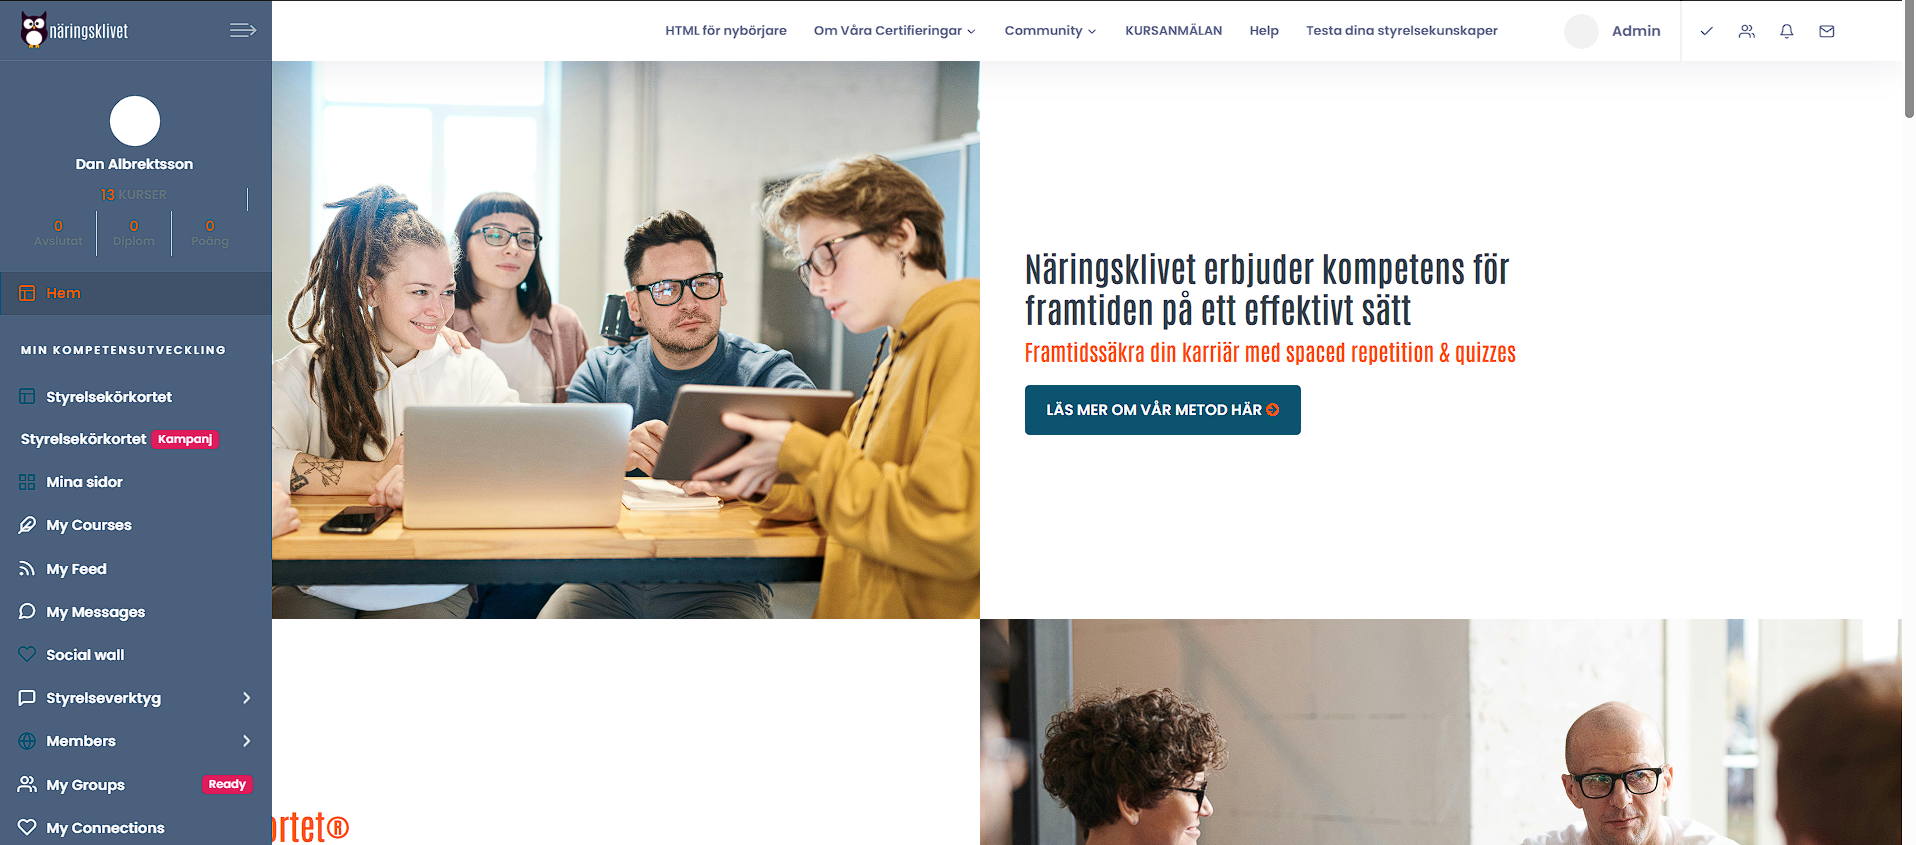 näringsklivet
HTML för nybörjare
Om Våra Certifieringar
Community
KURSANMÄLAN
Help
Testa dina styrelsekunskaper
Admin
Dan Albrektsson
13 KURSER
0 0 0
Avslutat Diplom Poäng
Hem
MIN KOMPETENSUTVECKLING
Styrelsekörkortet
Styrelsekörkortet Kampanj
Mina sidor
My Courses
My Feed
My Messages
Social wall
Styrelseverktyg
Members
My Groups Ready
My Connections
Näringsklivet erbjuder kompetens för
framtiden på ett effektivt sätt
Framtidssäkra din karriär med spaced repetition & quizzes
LÄS MER OM VÅR METOD HÄR
ortet®